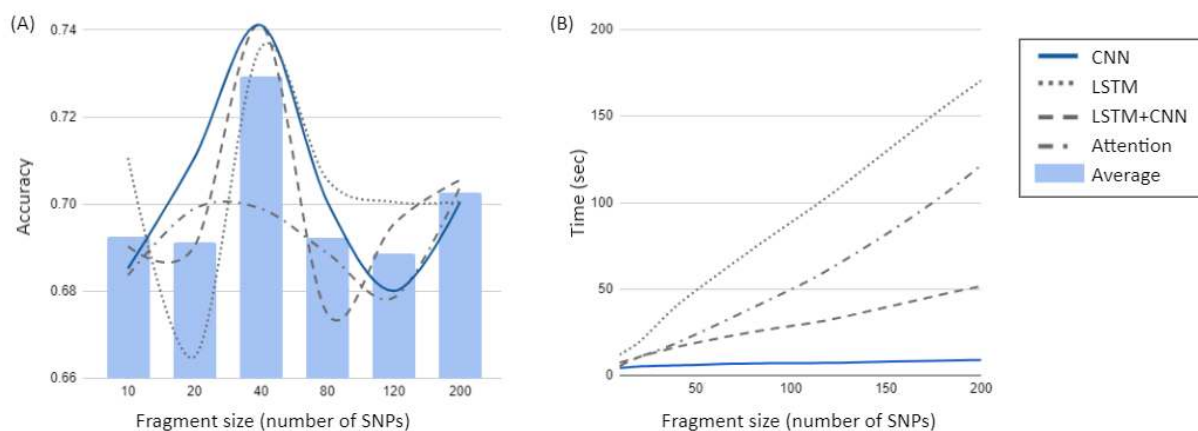 (A)
0.74
0.72
0.70
0.68
0.66
Accuracy
10 20 40 80 120 200
Fragment size (number of SNPs)
(B)
200
150
100
50
0
Time (sec)
50 100 150 200
Fragment size (number of SNPs)
CNN
LSTM
LSTM+CNN
Attention
Average